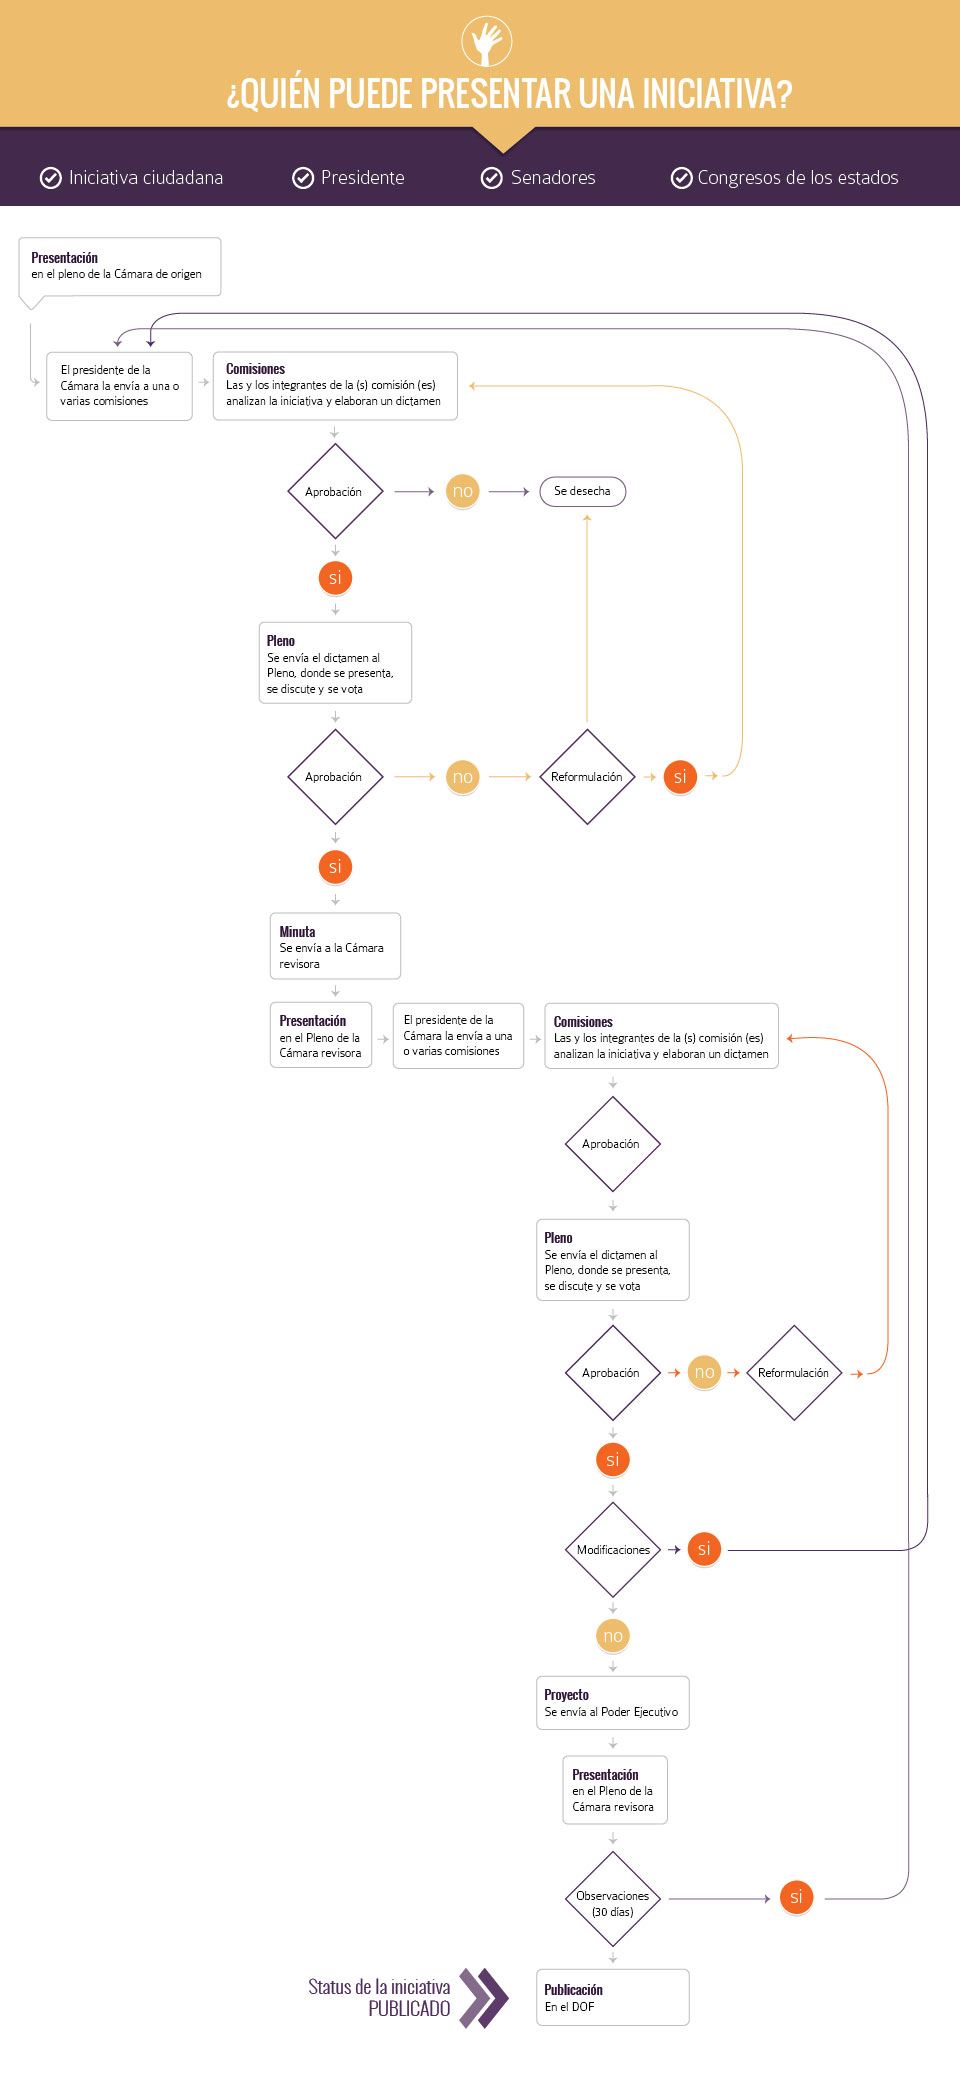 ¿QUIÉN PUEDE PRESENTAR UNA INICIATIVA?
Iniciativa ciudadana
Presidente
Senadores
Congresos de los estados
Presentación
en el pleno de la Cámara de origen
El presidente de la
Cámara la envía a una o
varias comisiones
Comisiones
Las y los integrantes de la (s) comisión (es)
analizan la iniciativa y elaboran un dictamen
Aprobación
no
Se desecha
si
Pleno
Se envía el dictamen al
Pleno, donde se presenta,
se discute y se vota
Aprobación
no
Reformulación
si
si
Minuta
Se envía a la Cámara
revisora
Presentación
en el Pleno de la
Cámara revisora
El presidente de la
Cámara la envía a una
o varias comisiones
Comisiones
Las y los integrantes de la (s) comisión (es)
analizan la iniciativa y elaboran un dictamen
Aprobación
Pleno
Se envía el dictamen al
Pleno, donde se presenta,
se discute y se vota
Aprobación
no
Reformulación
si
Modificaciones
si
no
Proyecto
Se envía al Poder Ejecutivo
Presentación
en el Pleno de la
Cámara revisora
Observaciones
(30 días)
si
Status de la iniciativa
PUBLICADO
Publicación
En el DOF